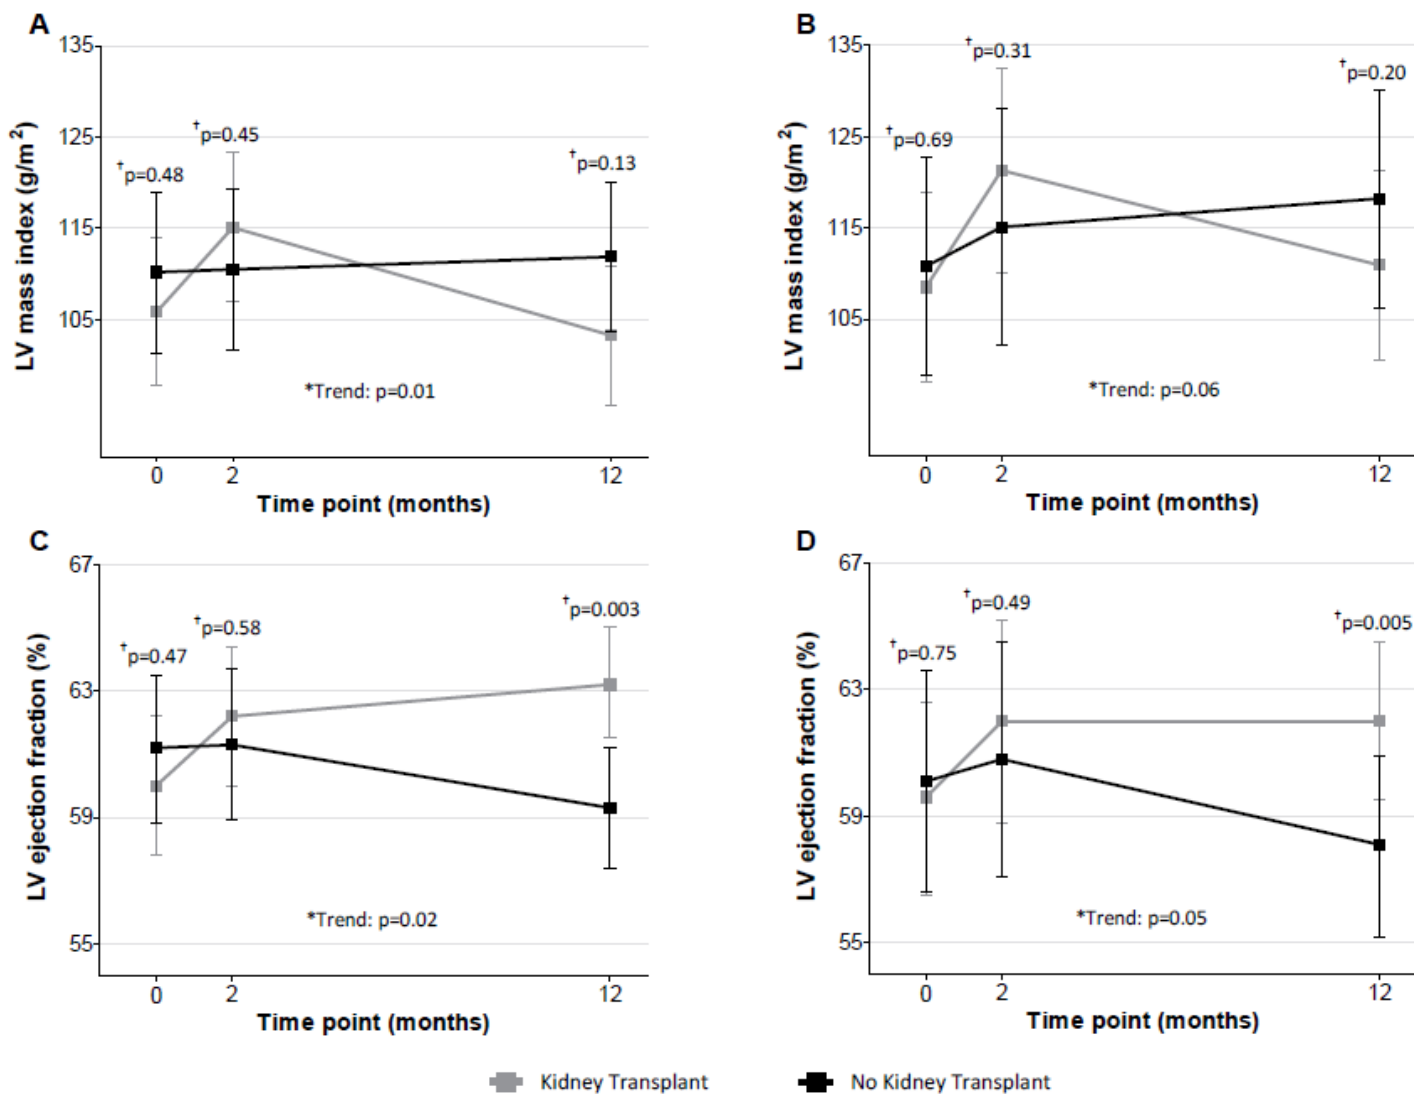 A
LV mass index (g/m²)
135
125
115
105
†p=0.48
†p=0.45
†p=0.13
*Trend: p=0.01
0
2
12
Time point (months)
B
LV mass index (g/m²)
135
125
115
105
†p=0.69
†p=0.31
†p=0.20
*Trend: p=0.06
0
2
12
Time point (months)
C
LV ejection fraction (%)
67
63
59
55
†p=0.47
†p=0.58
†p=0.003
*Trend: p=0.02
0
2
12
Time point (months)
D
LV ejection fraction (%)
67
63
59
55
†p=0.75
†p=0.49
†p=0.005
*Trend: p=0.05
0
2
12
Time point (months)
Kidney Transplant
No Kidney Transplant